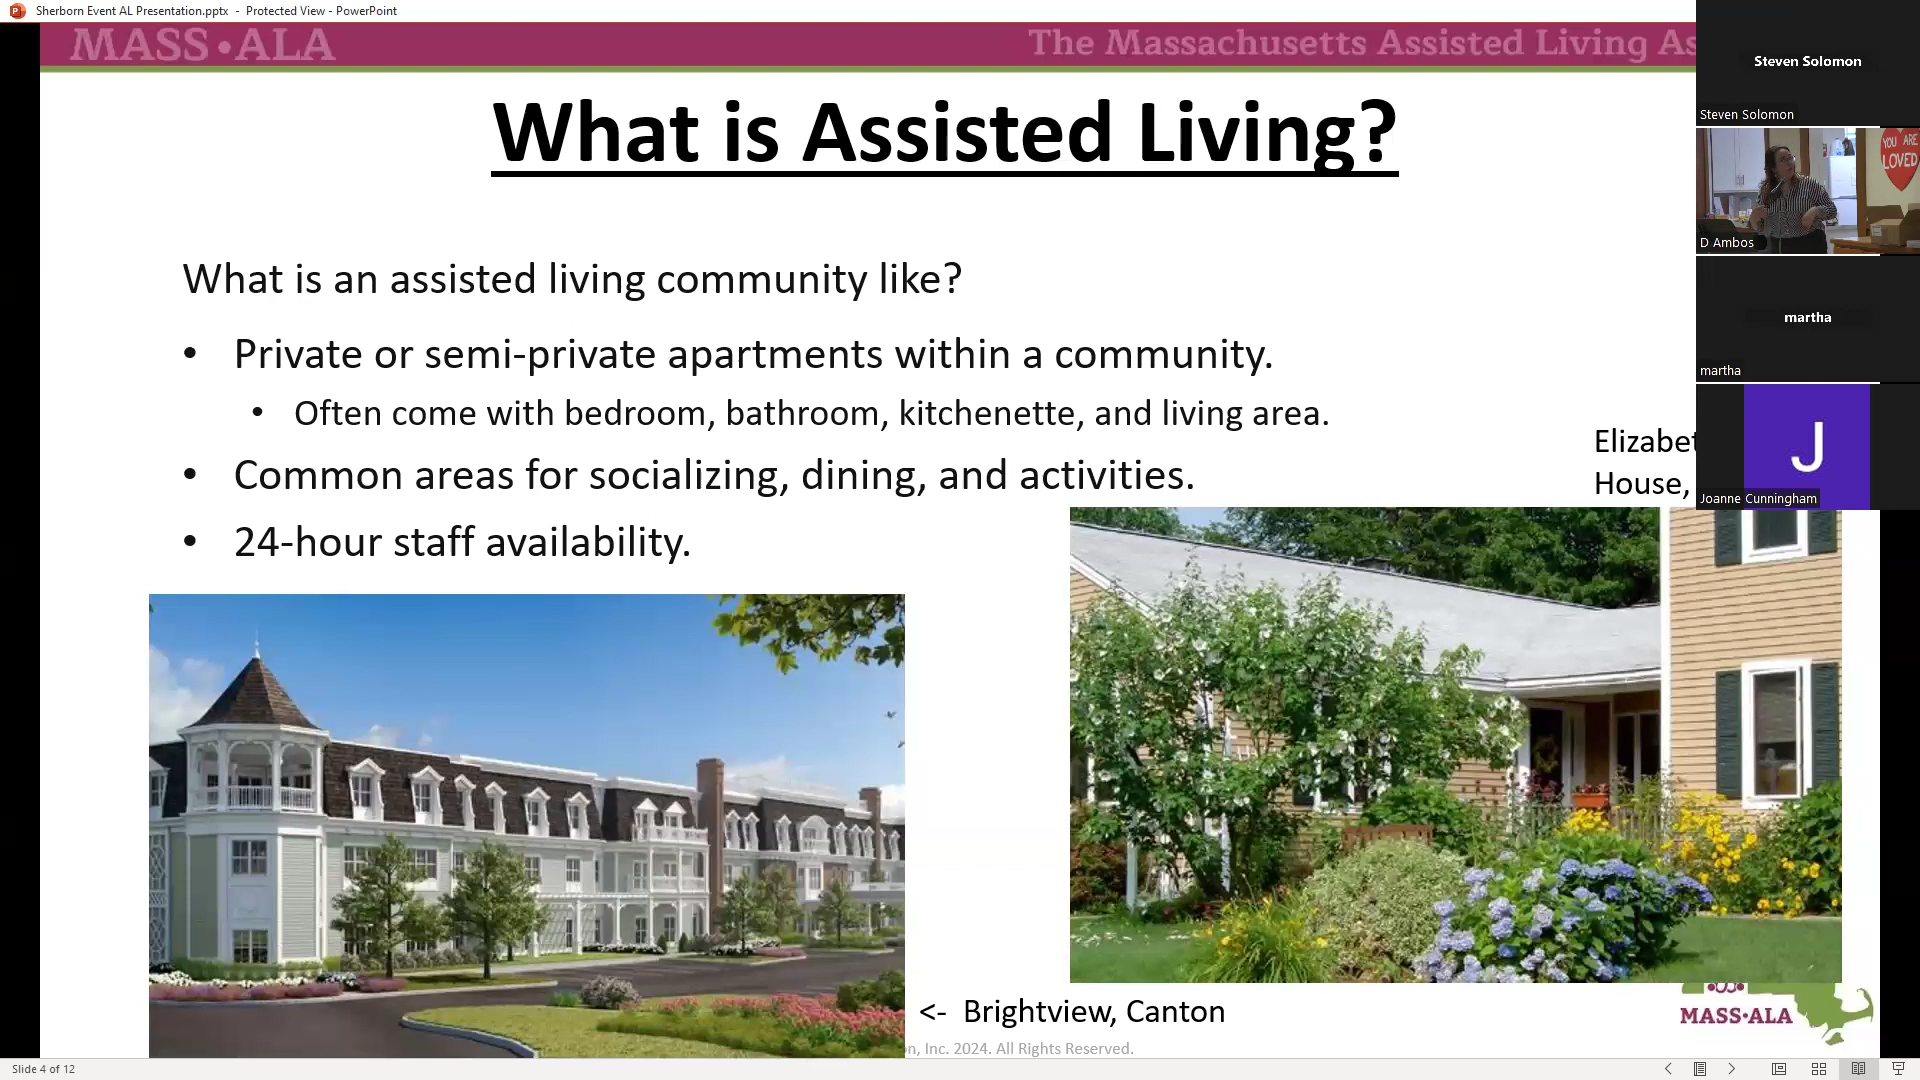 Sherborn Event AL Presentation.pptx - Protected View - PowerPoint
MASS•ALA
The Massachusetts Assisted Living As
What is Assisted Living?
What is an assisted living community like?
• Private or semi-private apartments within a community.
• Often come with bedroom, bathroom, kitchenette, and living area.
• Common areas for socializing, dining, and activities.
• 24-hour staff availability.
Elizabet
House,
<- Brightview, Canton
n, Inc. 2024. All Rights Reserved.
MASS•ALA
Steven Solomon
Steven Solomon
YOU ARE
LOVED
D Ambos
martha
martha
J
Joanne Cunningham
Slide 4 of 12